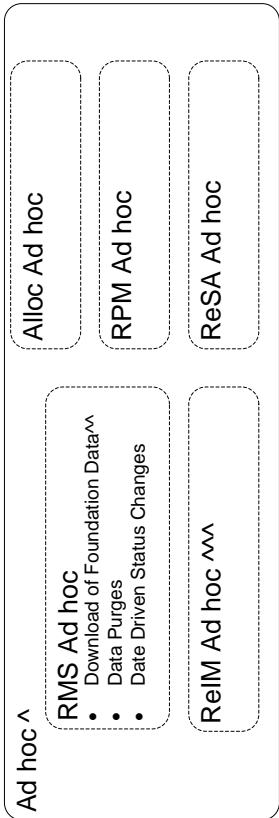 Ad hoc ^
RMS Ad hoc
• Download of Foundation Data^^
• Data Purges
• Date Driven Status Changes
ReIM Ad hoc ^^^
Alloc Ad hoc
RPM Ad hoc
ReSA Ad hoc